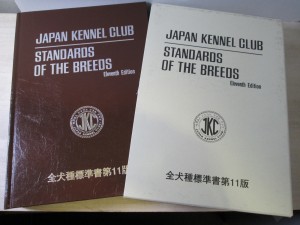 JAPAN KENNEL CLUB
STANDARDS
OF THE BREEDS
Eleventh Edition
JKC
全犬種標準書第11版
JAPAN KENNEL CLUB
STANDARDS
OF THE BREEDS
Eleventh Edition
JKC
全犬種標準書第11版